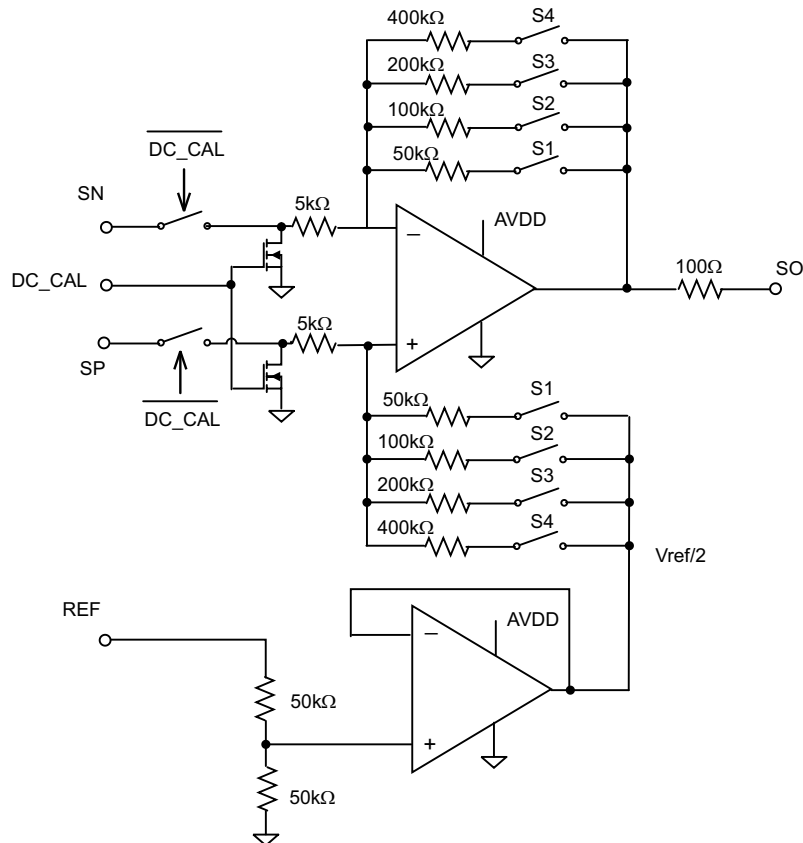 400kΩ
S4
200kΩ
S3
100kΩ
S2
50kΩ
S1
DC_CAL
SN
5kΩ
AVDD
−
DC_CAL
100Ω
SO
5kΩ
+
SP
DC_CAL
50kΩ
S1
100kΩ
S2
200kΩ
S3
400kΩ
S4
Vref/2
REF
AVDD
−
50kΩ
+
50kΩ